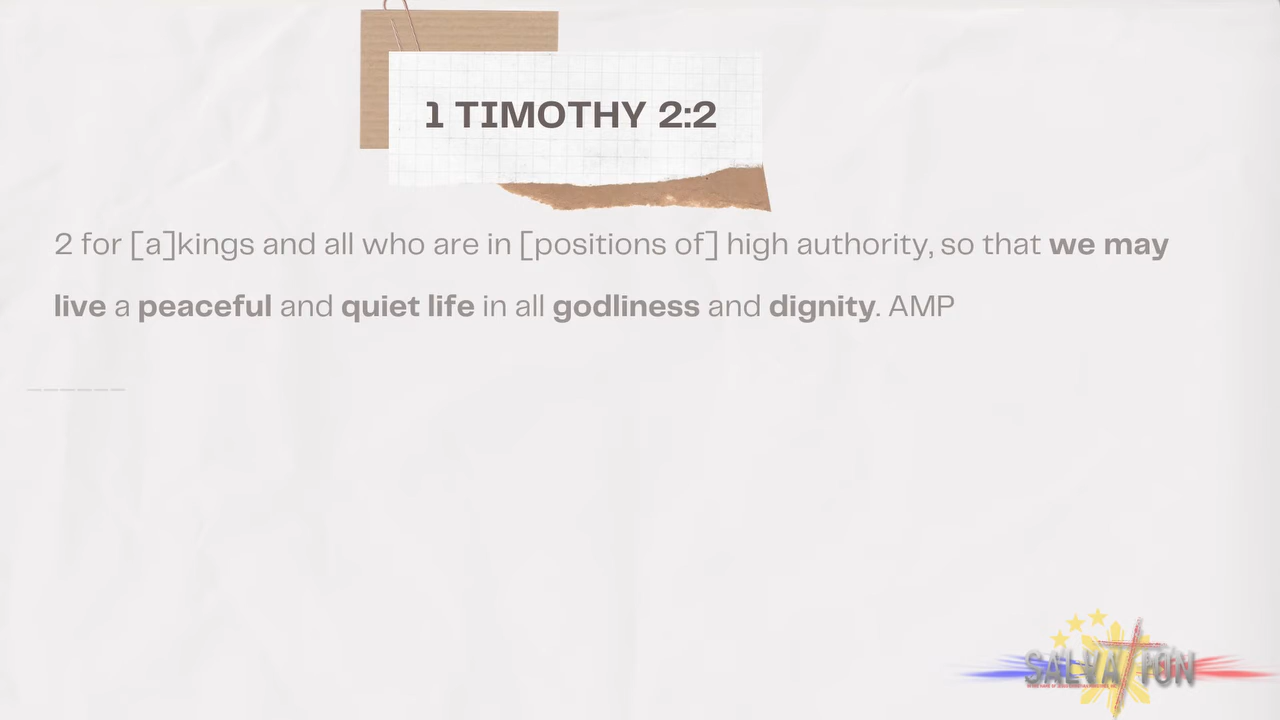 1 TIMOTHY 2:2
2 for [a]kings and all who are in [positions of] high authority, so that we may
live a peaceful and quiet life in all godliness and dignity. AMP
______
SALVATION